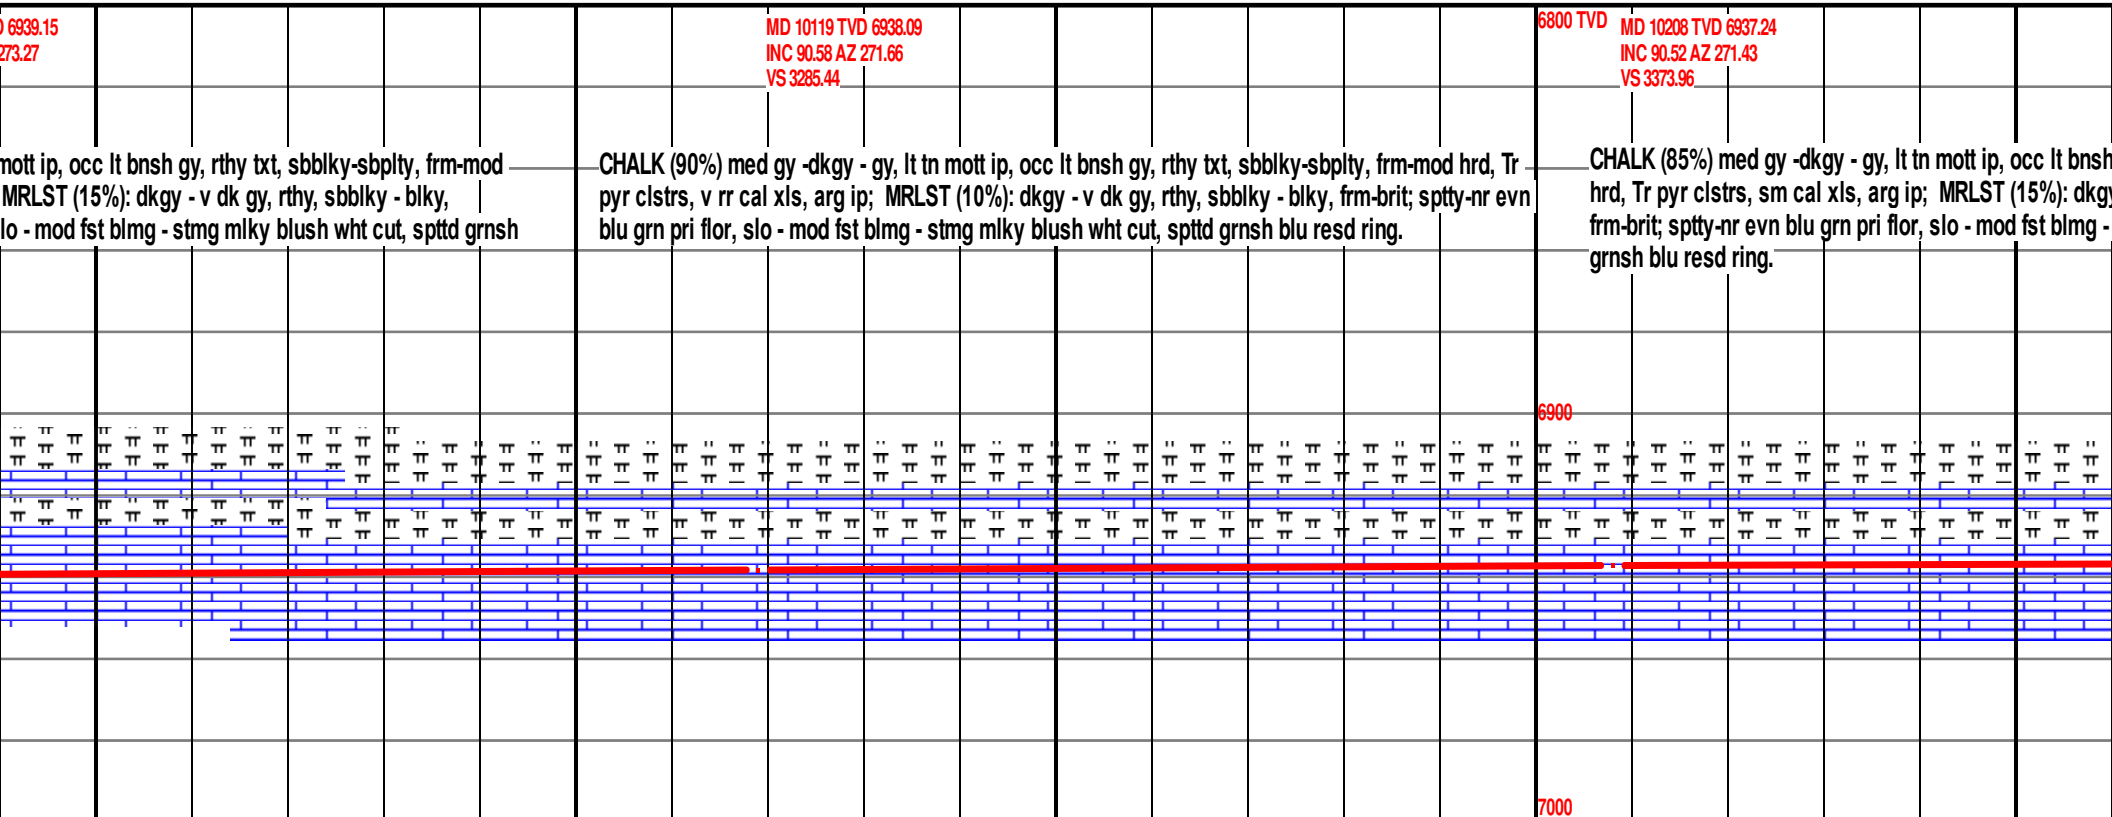 6939.15
273.27
MD 10119 TVD 6938.09
INC 90.58 AZ 271.66
VS 3285.44
6800 TVD
MD 10208 TVD 6937.24
INC 90.52 AZ 271.43
VS 3373.96
mott ip, occ lt bnsh gy, rthy txt, sbblky-sbplty, frm-mod
MRLST (15%): dkgy - v dk gy, rthy, sbblky - blky,
lo - mod fst blmg - stmg mlky blush wht cut, spttd grnsh
CHALK (90%) med gy -dkgy - gy, lt tn mott ip, occ lt bnsh gy, rthy txt, sbblky-sbplty, frm-mod hrd, Tr
pyr clstrs, v rr cal xls, arg ip; MRLST (10%): dkgy - v dk gy, rthy, sbblky - blky, frm-brit; sptty-nr evn
blu grn pri flor, slo - mod fst blmg - stmg mlky blush wht cut, spttd grnsh blu resd ring.
CHALK (85%) med gy -dkgy - gy, lt tn mott ip, occ lt bnsh
hrd, Tr pyr clstrs, sm cal xls, arg ip; MRLST (15%): dkgy
frm-brit; sptty-nr evn blu grn pri flor, slo - mod fst blmg -
grnsh blu resd ring.
6900
7000